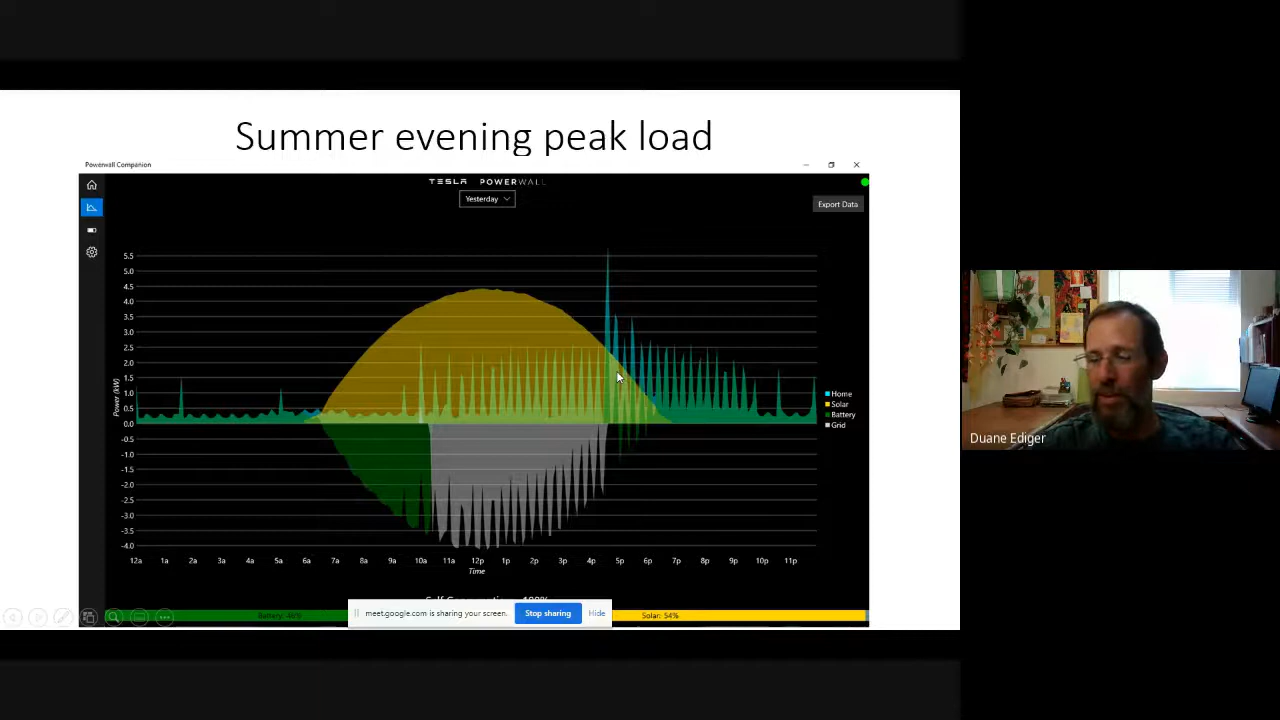 Summer evening peak load
Powerwall Companion
TESLA POWERWALL
Yesterday
Export Data
5.5
5.0
4.5
4.0
3.5
3.0
2.5
2.0
1.5
1.0
0.5
0.0
-0.5
-1.0
-1.5
-2.0
-2.5
-3.0
-3.5
-4.0
Power (kW)
Home
Solar
Battery
Grid
12a 1a 2a 3a 4a 5a 6a 7a 8a 9a 10a 11a 12p 1p 2p 3p 4p 5p 6p 7p 8p 9p 10p 11p
Time
meet.google.com is sharing your screen.
Stop sharing
Hide
Solar: 54%
Duane Ediger